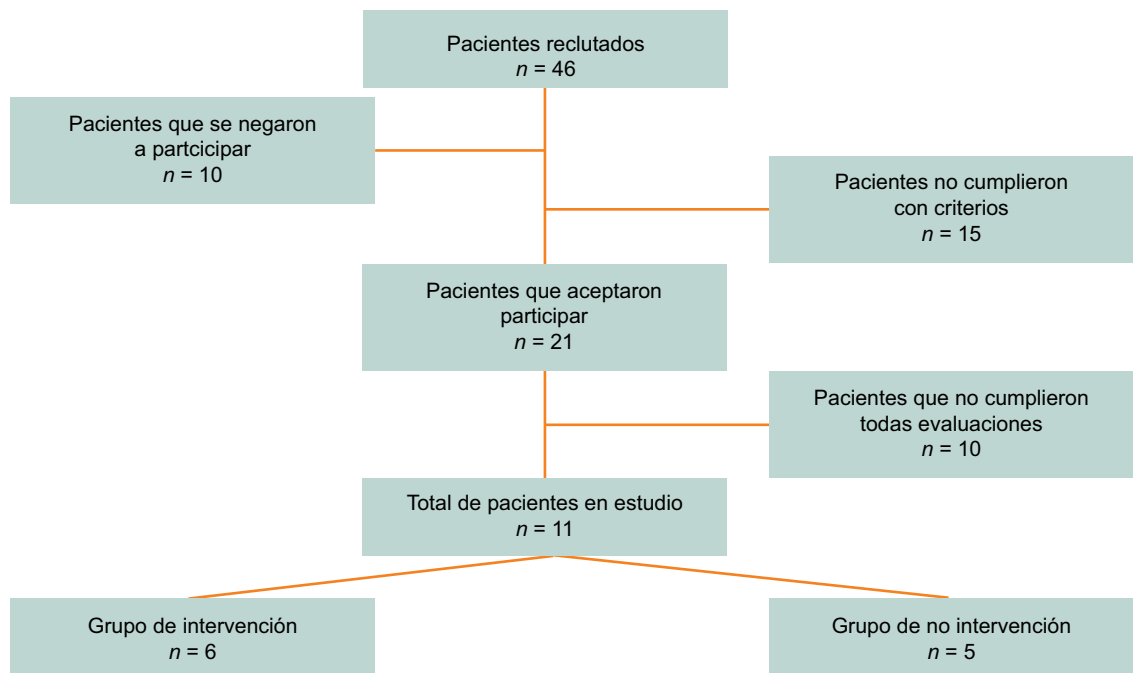 Pacientes reclutados
n = 46
Pacientes que se negaron
a partcicipar
n = 10
Pacientes no cumplieron
con criterios
n = 15
Pacientes que aceptaron
participar
n = 21
Pacientes que no cumplieron
todas evaluaciones
n = 10
Total de pacientes en estudio
n = 11
Grupo de intervención
n = 6
Grupo de no intervención
n = 5